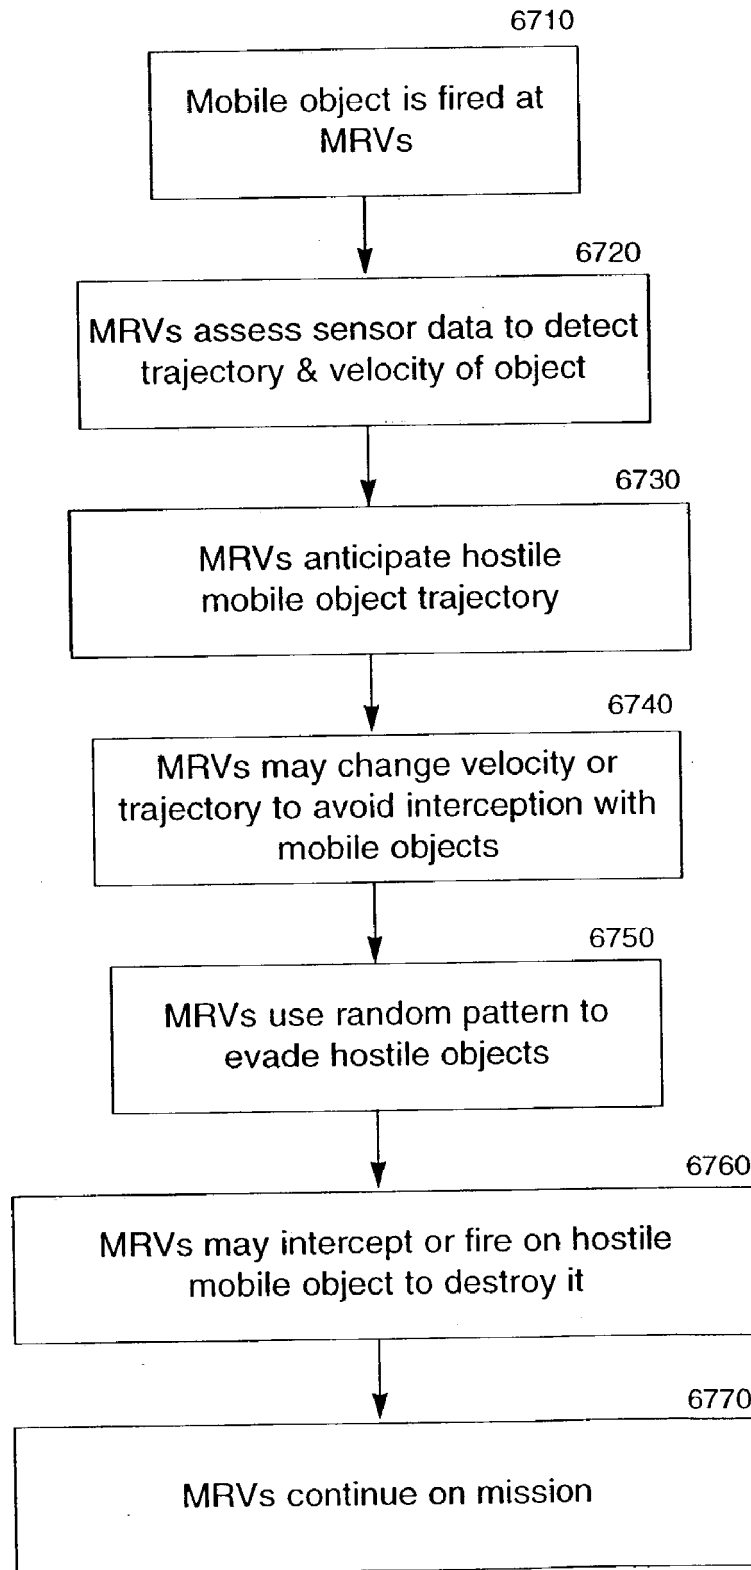 6710
Mobile object is fired at
MRVs
6720
MRVs assess sensor data to detect
trajectory & velocity of object
6730
MRVs anticipate hostile
mobile object trajectory
6740
MRVs may change velocity or
trajectory to avoid interception with
mobile objects
6750
MRVs use random pattern to
evade hostile objects
6760
MRVs may intercept or fire on hostile
mobile object to destroy it
6770
MRVs continue on mission